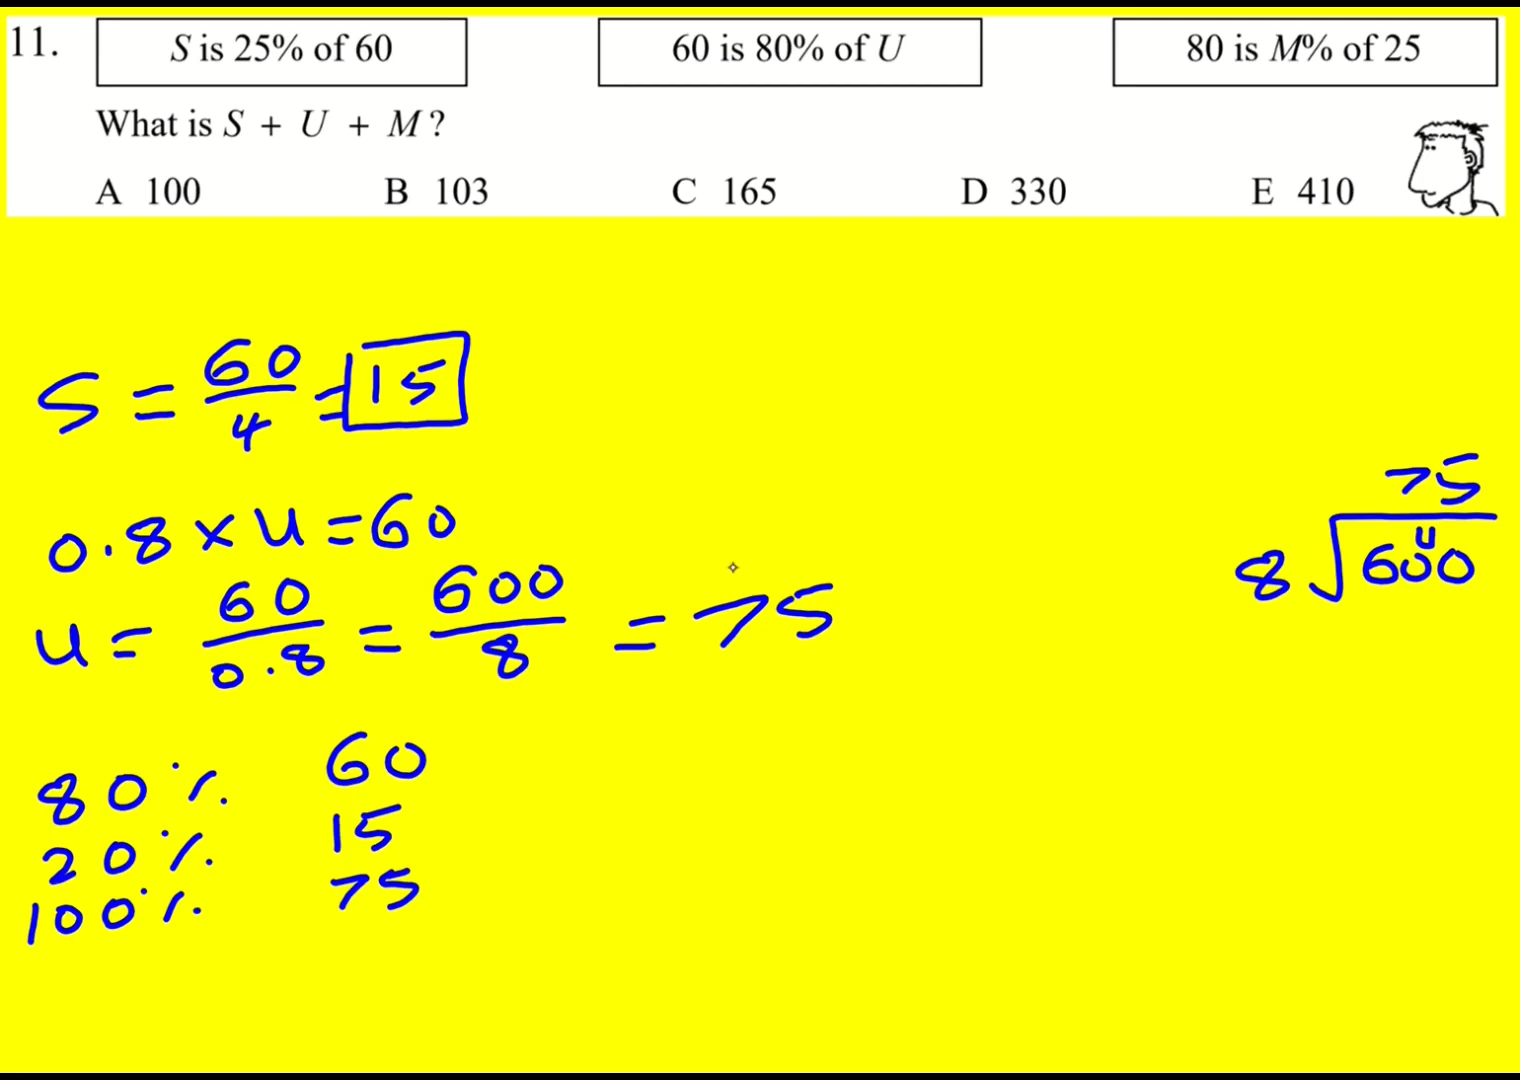 11. S is 25% of 60 60 is 80% of U 80 is M% of 25
What is S + U + M?
A 100 B 103 C 165 D 330 E 410
S = 60/4 = 15
0.8 × U = 60
U = 60/0.8 = 600/8 = 75
75
8 √600
80% 60
20% 15
100% 75